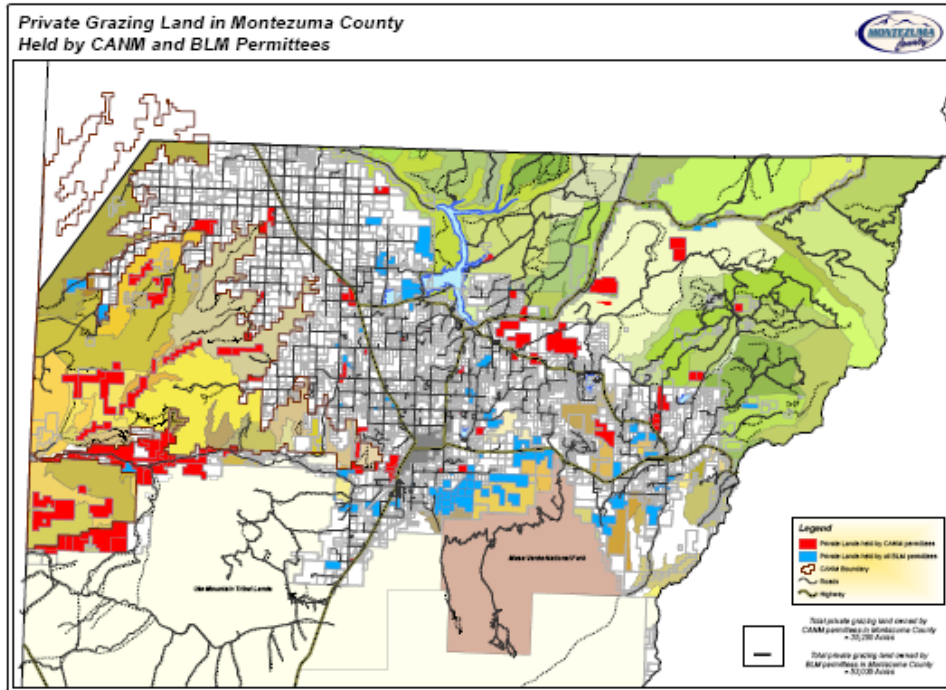 Private Grazing Land in Montezuma County
Held by CANM and BLM Permittees
MONTEZUMA
County
Ute Mountain Tribal Lands
Mesa Verde National Park
Legend
Private Lands held by CANM permittees
Private Lands held by all BLM permittees
CANM Boundary
Roads
Highway
Total private grazing land owned by
CANM permittees in Montezuma County
Acres
Total private grazing land owned by
BLM permittees in Montezuma County
Acres